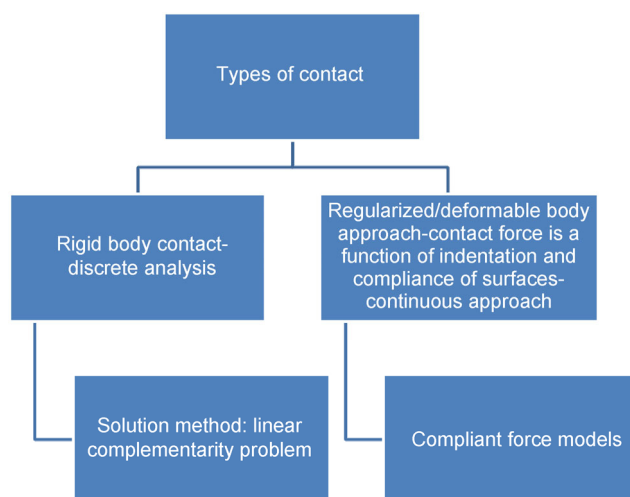 Types of contact
Rigid body contact-
discrete analysis
Regularized/deformable body
approach-contact force is a
function of indentation and
compliance of surfaces-
continuous approach
Solution method: linear
complementarity problem
Compliant force models